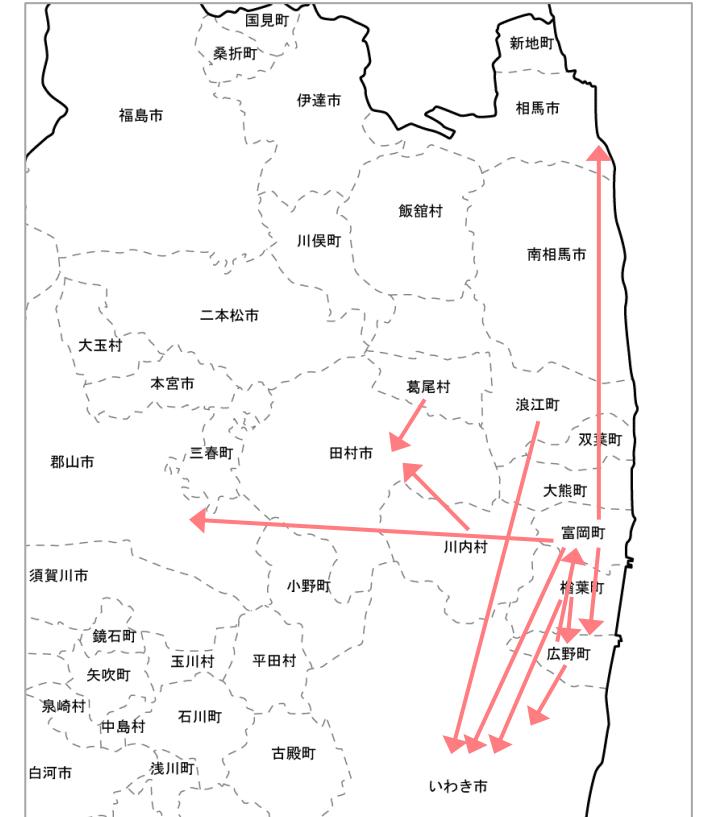 国見町
新地町
桑折町
伊達市
相馬市
福島市
飯舘村
川俣町
南相馬市
二本松市
大玉村
本宮市
葛尾村
浪江町
双葉町
三春町
田村市
郡山市
大熊町
富岡町
川内村
須賀川市
小野町
楢葉町
鏡石町
広野町
玉川村
平田村
矢吹町
泉崎村
石川町
中島村
古殿町
浅川町
白河市
いわき市